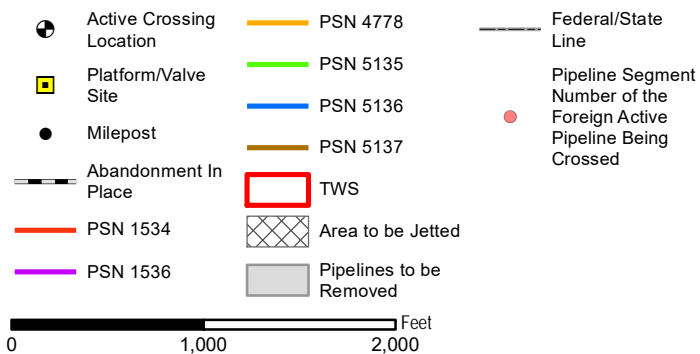 Active Crossing
Location
Platform/Valve
Site
Milepost
Abandonment In
Place
PSN 1534
PSN 1536
PSN 4778
PSN 5135
PSN 5136
PSN 5137
TWS
Area to be Jetted
Pipelines to be
Removed
Federal/State
Line
Pipeline Segment
Number of the
Foreign Active
Pipeline Being
Crossed
Feet
0 1,000 2,000